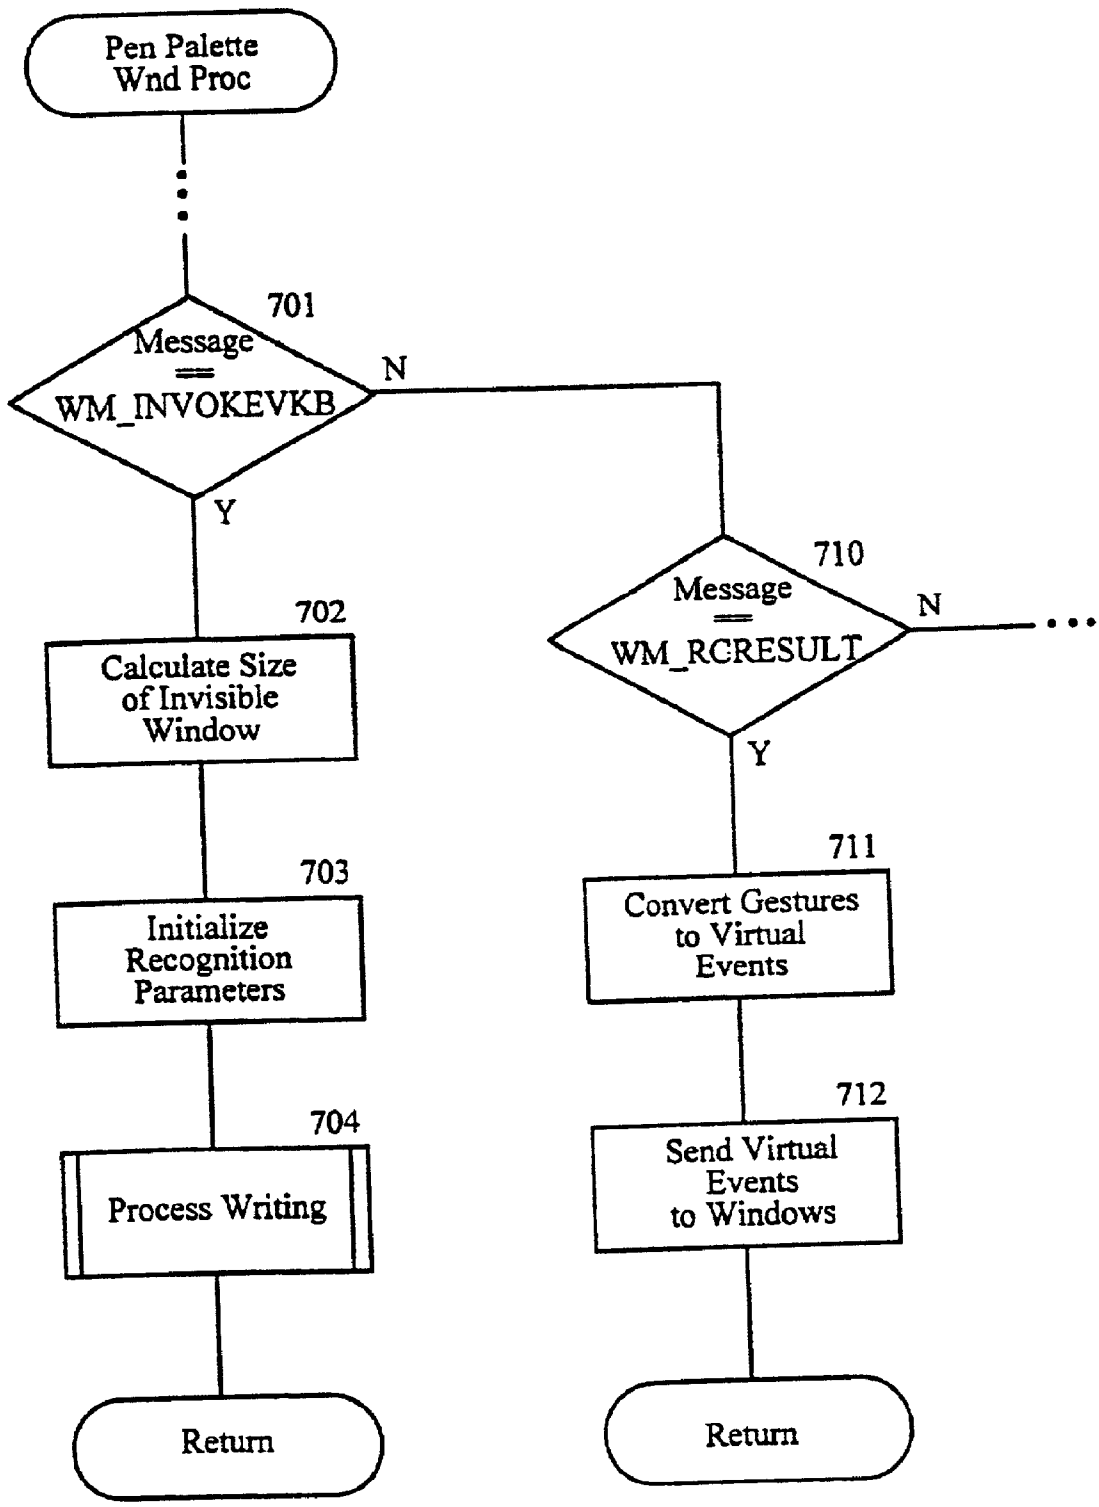 Pen Palette
Wnd Proc
701
Message
==
WM_INVOKEVKB
N
Y
710
Message
==
WM_RCRESULT
N
Y
702
Calculate Size
of Invisible
Window
703
Initialize
Recognition
Parameters
704
Process Writing
Return
711
Convert Gestures
to Virtual
Events
712
Send Virtual
Events
to Windows
Return